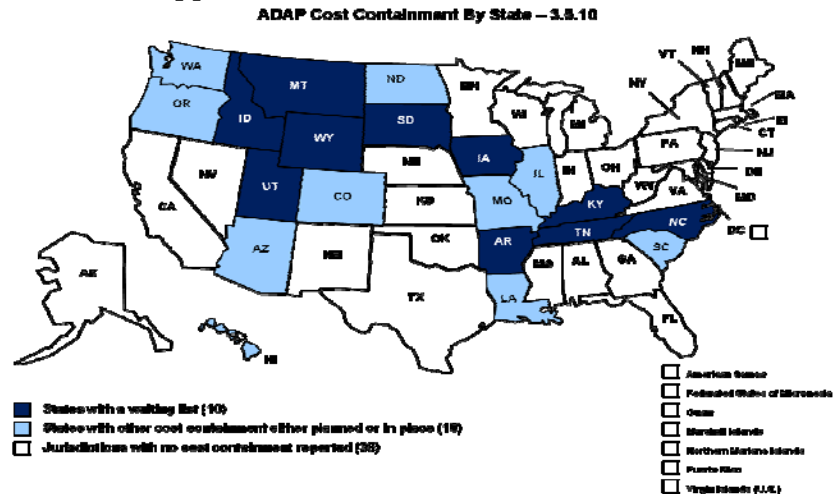 ADAP Cost Containment By State – 3.5.10
WA
MT
ND
MN
VT
NH
ME
OR
ID
SD
WI
MI
NY
MA
RI
CT
WY
IA
PA
NJ
NV
UT
NE
IL
IN
OH
DE
MD
CA
CO
KS
MO
KY
WV
VA
DC
AZ
NM
OK
AR
TN
NC
SC
TX
LA
MS
AL
GA
FL
AK
HI
States with a waiting list (10)
States with other cost containment either planned or in place (10)
Jurisdictions with no cost containment reported (38)
American Samoa
Federated States of Micronesia
Guam
Marshall Islands
Northern Mariana Islands
Puerto Rico
Virgin Islands (U.S.)